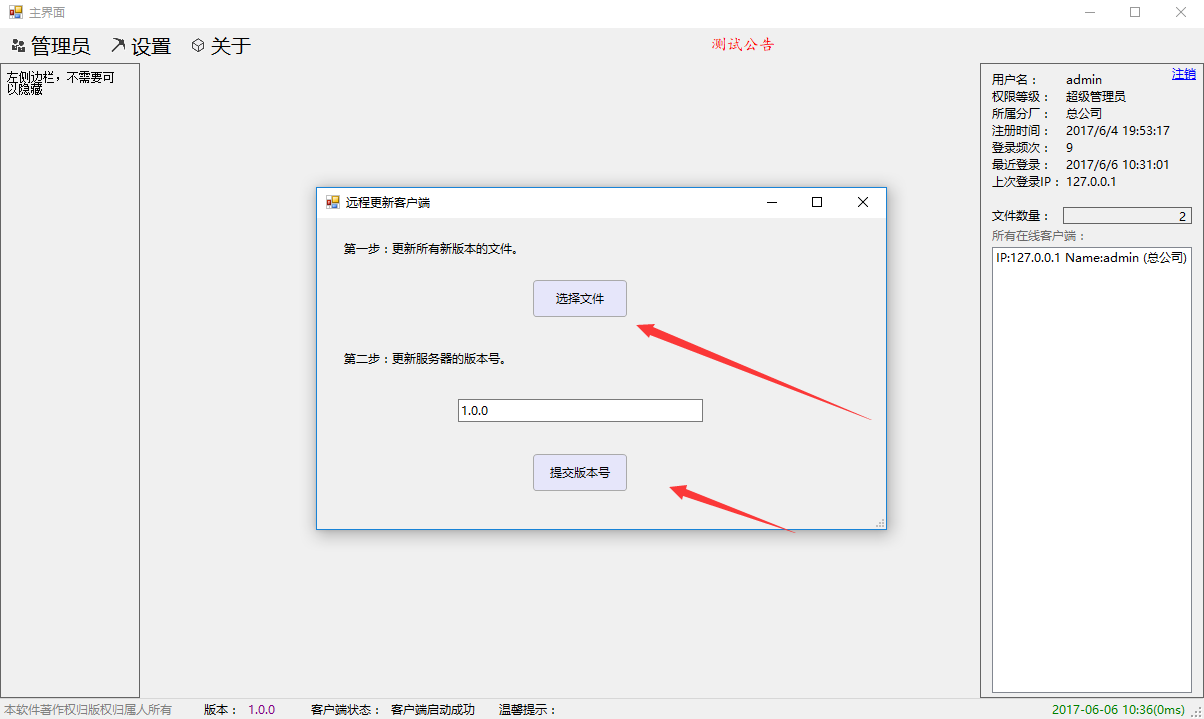 主界面
管理员 设置 关于
测试公告
左侧边栏，不需要可
以隐藏
注销
用户名： admin
权限等级： 超级管理员
所属分厂： 总公司
注册时间： 2017/6/4 19:53:17
登录频次： 9
最近登录： 2017/6/6 10:31:01
上次登录IP： 127.0.0.1
文件数量： 2
所有在线客户端：
IP:127.0.0.1 Name:admin (总公司)
远程更新客户端
第一步：更新所有新版本的文件。
选择文件
第二步：更新服务器的版本号。
1.0.0
提交版本号
本软件著作权归版权归属人所有 版本： 1.0.0 客户端状态： 客户端启动成功 温馨提示： 2017-06-06 10:36(0ms)